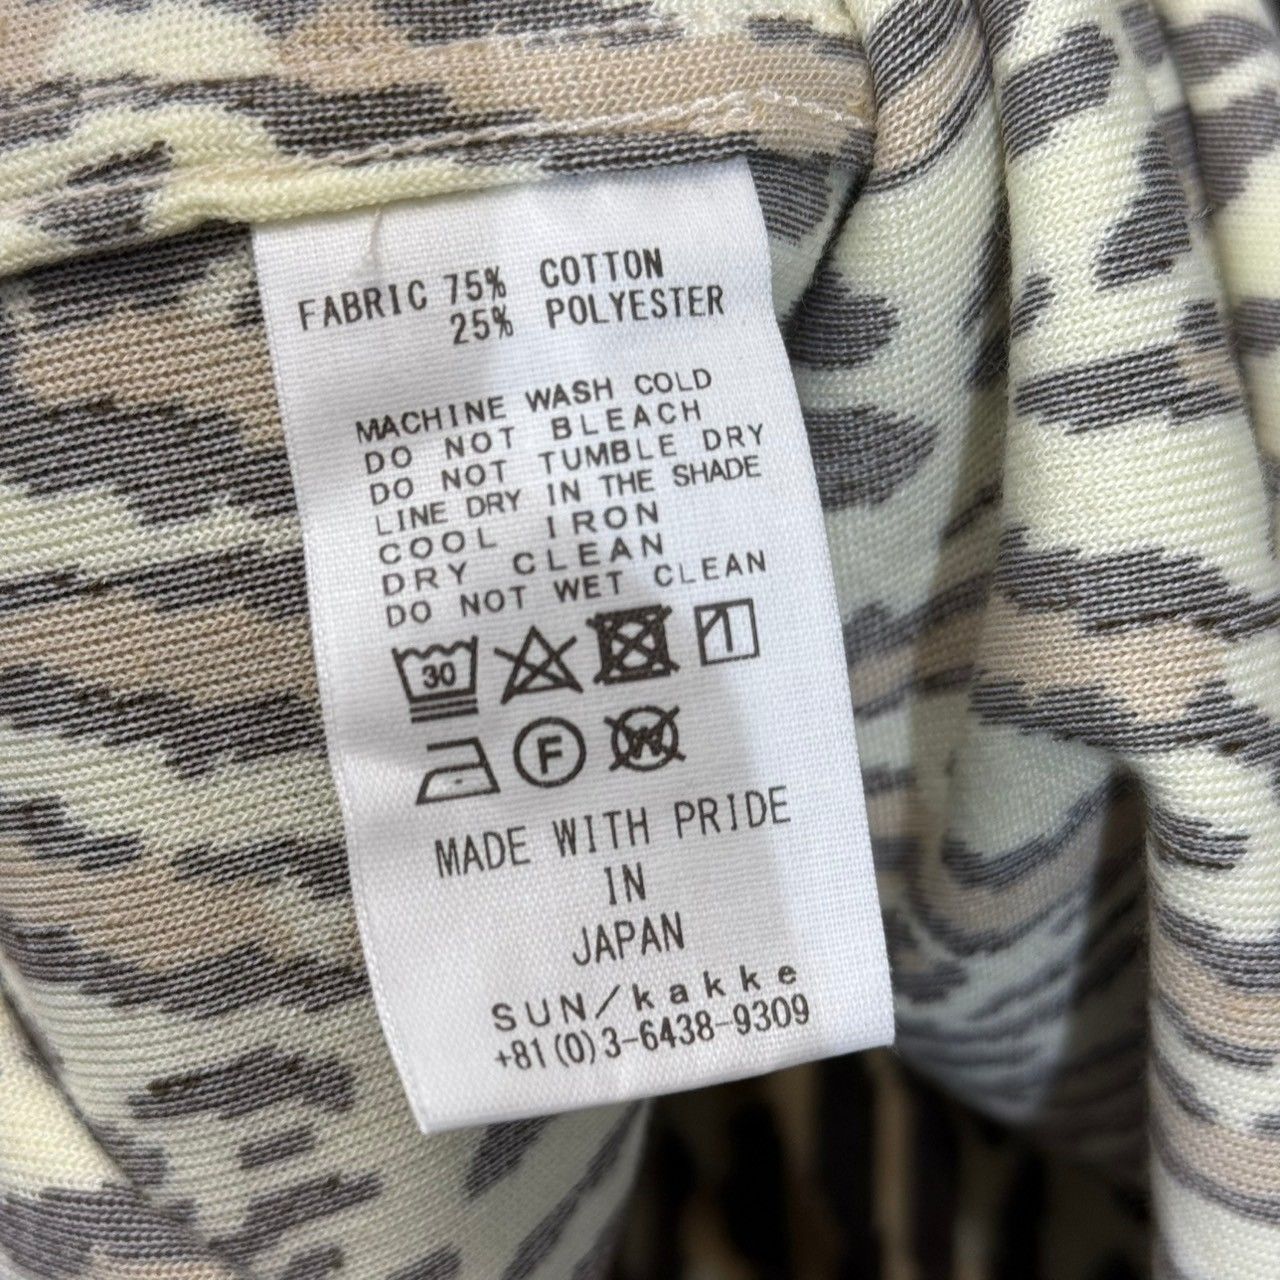 FABRIC 75% COTTON
25% POLYESTER
MACHINE WASH COLD
DO NOT BLEACH
DO NOT TUMBLE DRY
LINE DRY IN THE SHADE
COOL IRON
DRY CLEAN
DO NOT WET CLEAN
30
F W
MADE WITH PRIDE
IN
JAPAN
SUN/kakke
+81(0)3-6438-9309